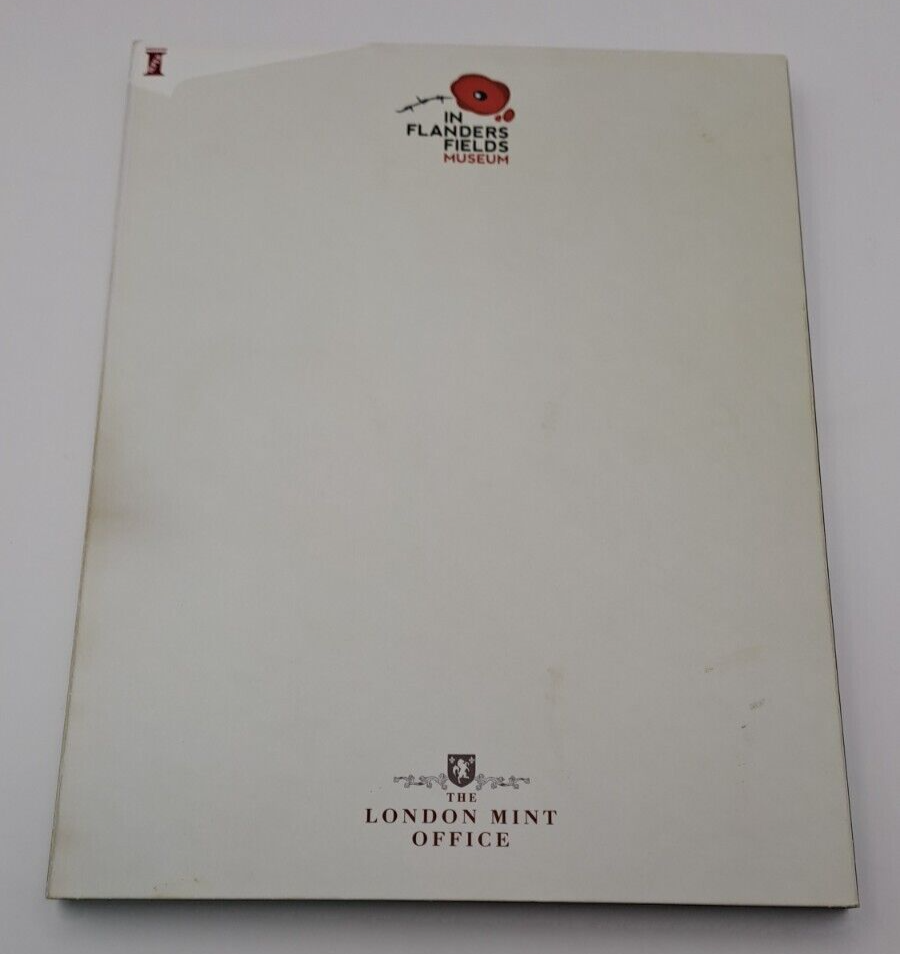 IN
FLANDERS
FIELDS
MUSEUM
THE
LONDON MINT
OFFICE